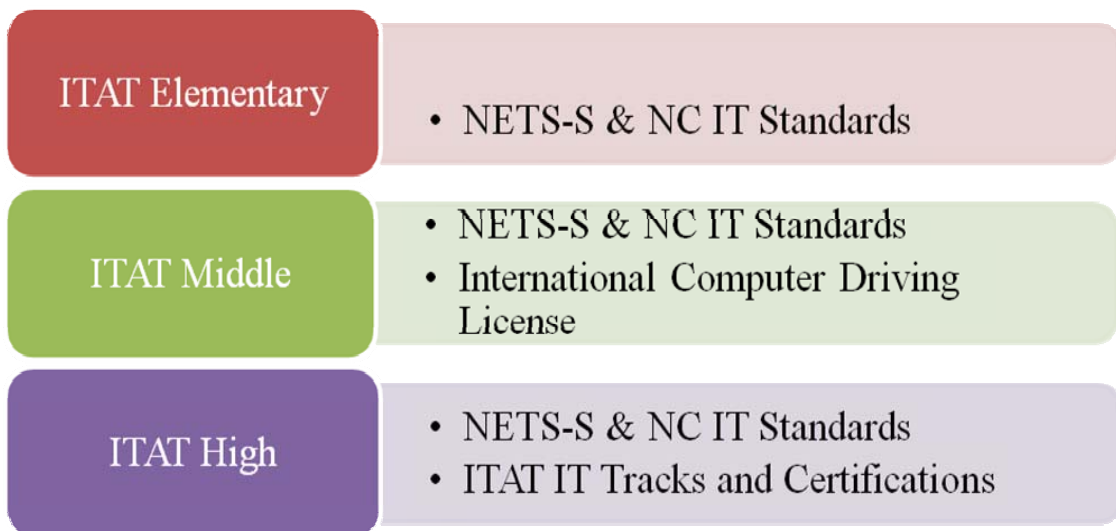 ITAT Elementary
• NETS-S & NC IT Standards
ITAT Middle
• NETS-S & NC IT Standards
• International Computer Driving
License
ITAT High
• NETS-S & NC IT Standards
• ITAT IT Tracks and Certifications